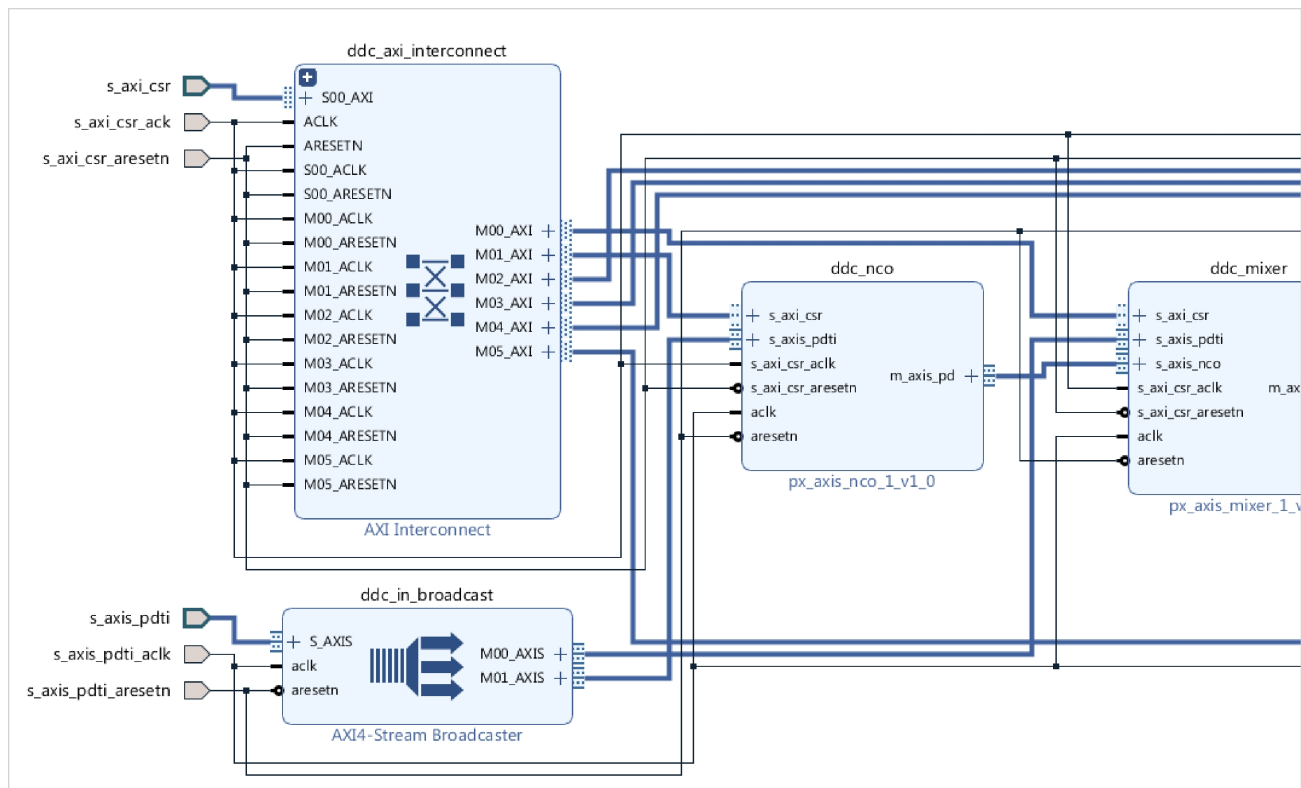 ddc_axi_interconnect
s_axi_csr
s_axi_csr_ack
s_axi_csr_aresetn
S00_AXI
ACLK
ARESETN
S00_ACLK
S00_ARESETN
M00_ACLK
M00_ARESETN
M01_ACLK
M01_ARESETN
M02_ACLK
M02_ARESETN
M03_ACLK
M03_ARESETN
M04_ACLK
M04_ARESETN
M05_ACLK
M05_ARESETN
M00_AXI
M01_AXI
M02_AXI
M03_AXI
M04_AXI
M05_AXI
AXI Interconnect
ddc_nco
s_axi_csr
s_axis_pdti
s_axi_csr_aclk
s_axi_csr_aresetn
aclk
aresetn
m_axis_pd
px_axis_nco_1_v1_0
ddc_mixer
s_axi_csr
s_axis_pdti
s_axis_nco
s_axi_csr_aclk
s_axi_csr_aresetn
aclk
aresetn
m_ax
px_axis_mixer_1_v
ddc_in_broadcast
s_axis_pdti
s_axis_pdti_aclk
s_axis_pdti_aresetn
S_AXIS
aclk
aresetn
M00_AXIS
M01_AXIS
AXI4-Stream Broadcaster